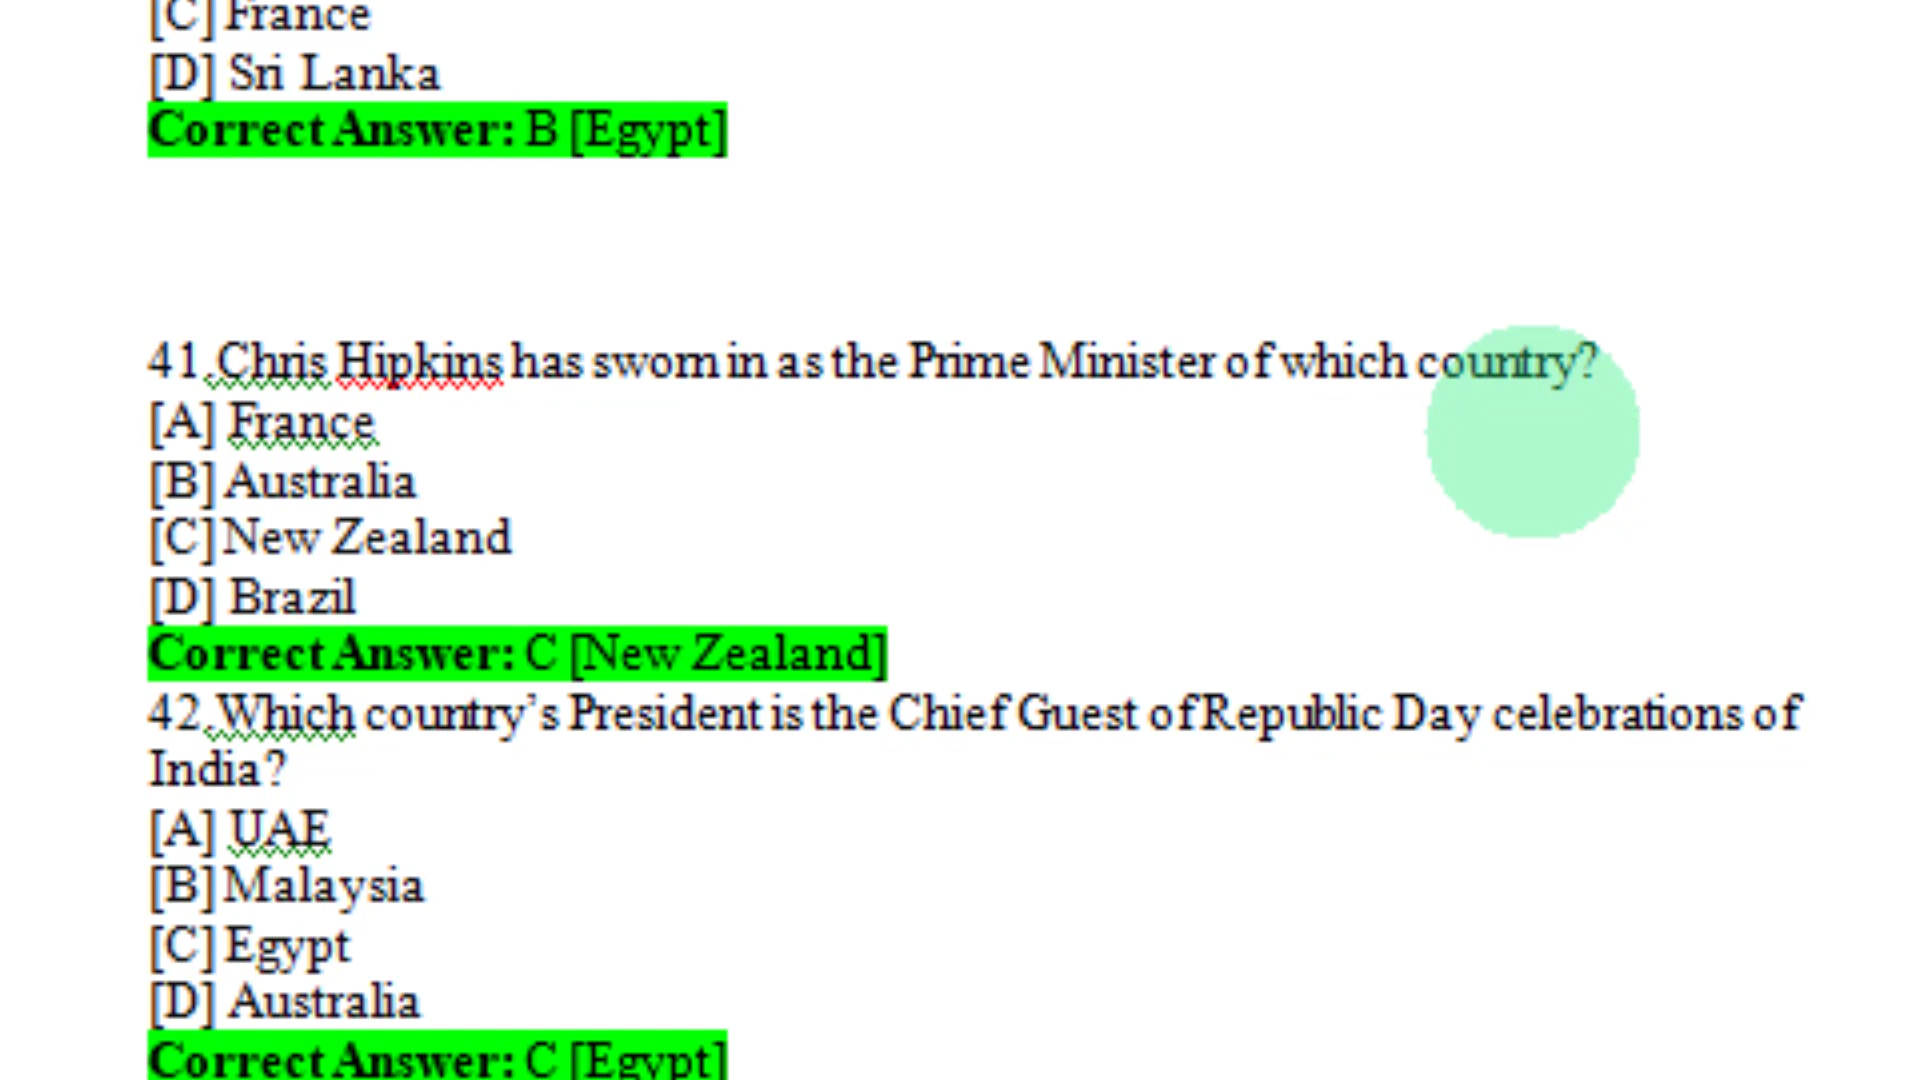 [C] France
[D] Sri Lanka
Correct Answer: B [Egypt]
41.Chris Hipkins has sworn in as the Prime Minister of which country?
[A] France
[B] Australia
[C] New Zealand
[D] Brazil
Correct Answer: C [New Zealand]
42.Which country’s President is the Chief Guest of Republic Day celebrations of
India?
[A] UAE
[B] Malaysia
[C] Egypt
[D] Australia
Correct Answer: C [Egypt]